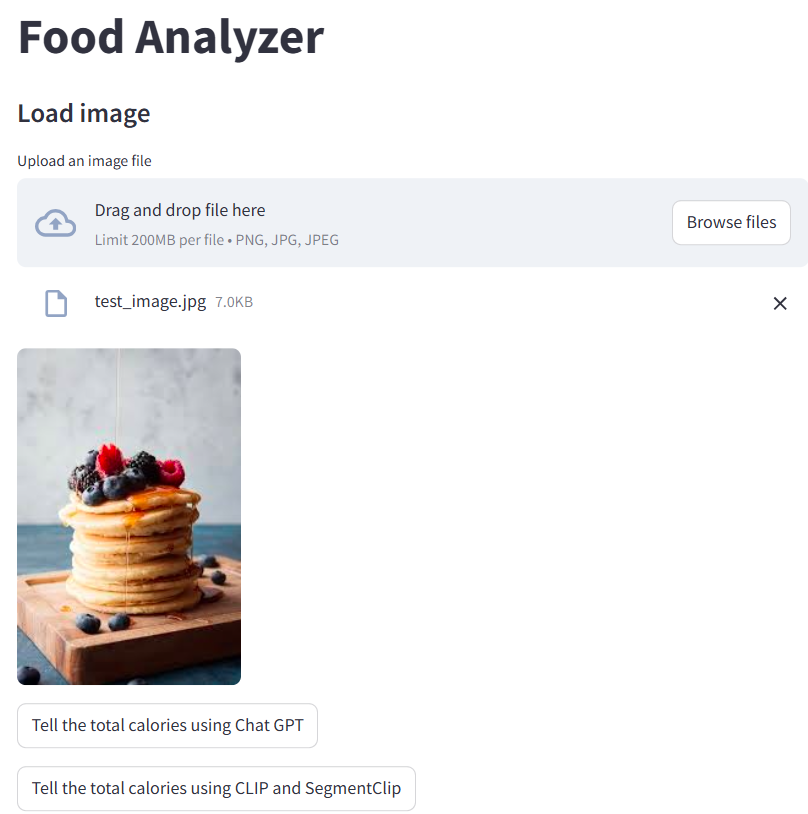 Food Analyzer
Load image
Upload an image file
Drag and drop file here
Limit 200MB per file • PNG, JPG, JPEG
Browse files
test_image.jpg 7.0KB
Tell the total calories using Chat GPT
Tell the total calories using CLIP and SegmentClip